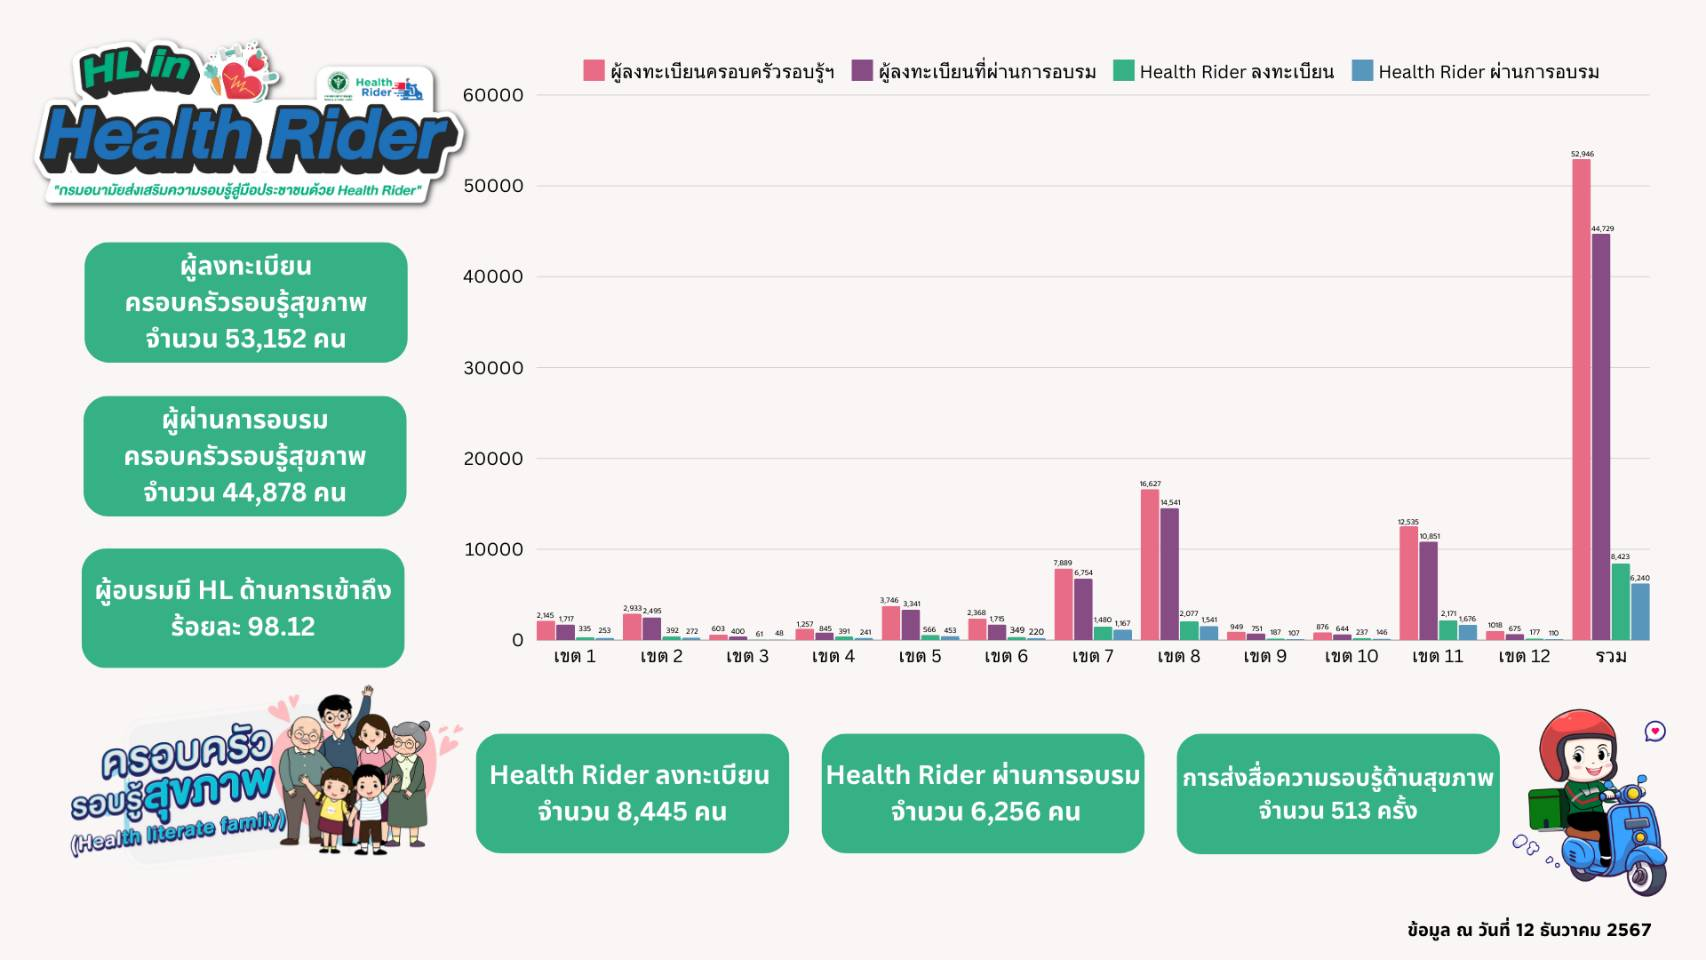 HL in
Health Rider
Health Rider
"กรมอนามัยส่งเสริมความรอบรู้สู่มือประชาชนด้วย Health Rider"
ผู้ลงทะเบียน
ครอบครัวรอบรู้สุขภาพ
จำนวน 53,152 คน
ผู้ผ่านการอบรม
ครอบครัวรอบรู้สุขภาพ
จำนวน 44,878 คน
ผู้อบรมมี HL ด้านการเข้าถึง
ร้อยละ 98.12
ผู้ลงทะเบียนครอบครัวรอบรู้ฯ ผู้ลงทะเบียนที่ผ่านการอบรม Health Rider ลงทะเบียน Health Rider ผ่านการอบรม
60000
50000
40000
30000
20000
10000
0
2,145 1,717 335 253
2,933 2,495 392 272
603 400 61 48
1,257 845 391 241
3,746 3,341 566 453
2,368 1,715 349 220
7,889 6,754 1,480 1,167
16,627 14,541 2,077 1,541
949 751 187 107
876 644 237 146
12,535 10,851 2,171 1,676
1018 675 177 110
52,946 44,729 8,423 6,240
เขต 1 เขต 2 เขต 3 เขต 4 เขต 5 เขต 6 เขต 7 เขต 8 เขต 9 เขต 10 เขต 11 เขต 12 รวม
ครอบครัว
รอบรู้สุขภาพ
(Health literate family)
Health Rider ลงทะเบียน
จำนวน 8,445 คน
Health Rider ผ่านการอบรม
จำนวน 6,256 คน
การส่งสื่อความรอบรู้ด้านสุขภาพ
จำนวน 513 ครั้ง
ข้อมูล ณ วันที่ 12 ธันวาคม 2567